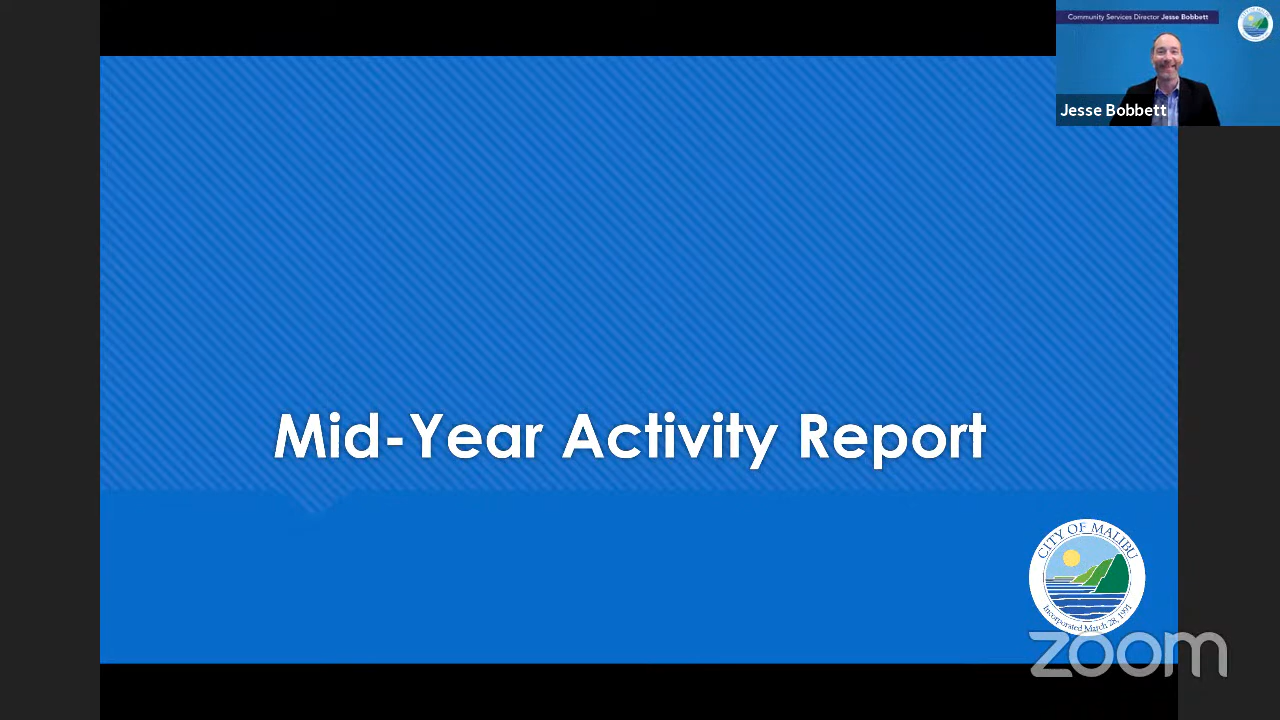 Community Services Director Jesse Bobbett
Jesse Bobbett
Mid-Year Activity Report
CITY OF MALIBU
Incorporated March 28, 1991
zoom